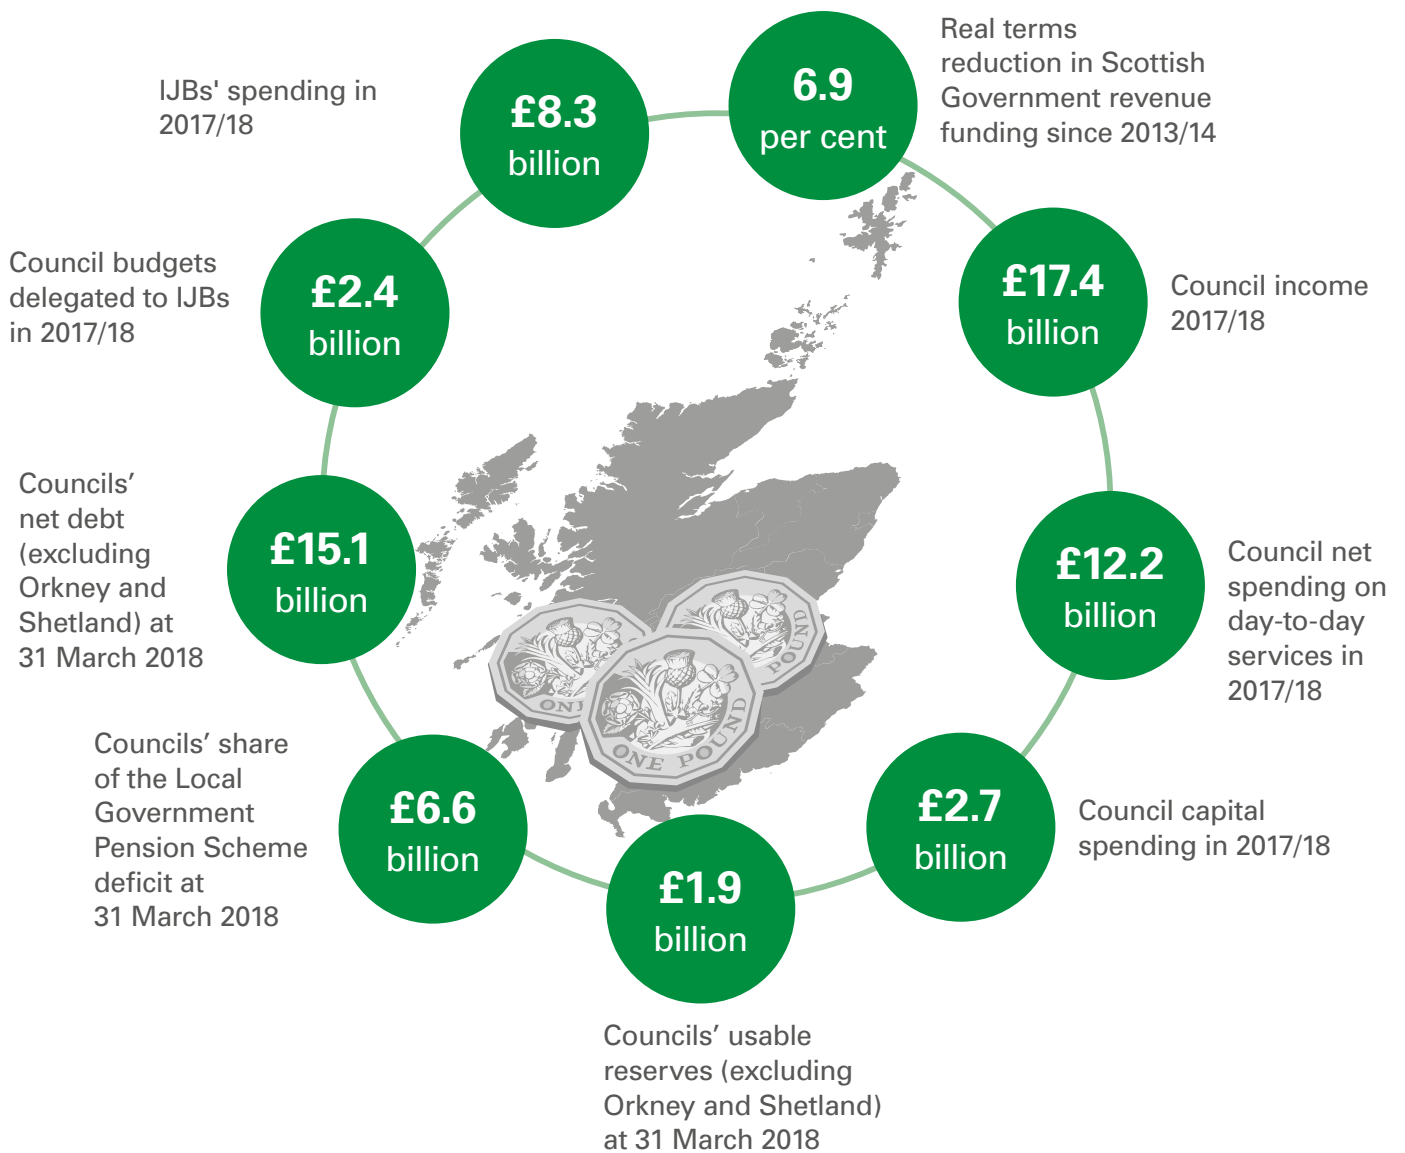 6.9
per cent
Real terms
reduction in Scottish
Government revenue
funding since 2013/14
£17.4
billion
Council income
2017/18
£12.2
billion
Council net
spending on
day-to-day
services in
2017/18
£2.7
billion
Council capital
spending in 2017/18
£1.9
billion
Councils’ usable
reserves (excluding
Orkney and Shetland)
at 31 March 2018
£6.6
billion
Councils’ share
of the Local
Government
Pension Scheme
deficit at
31 March 2018
£15.1
billion
Councils’
net debt
(excluding
Orkney and
Shetland) at
31 March 2018
£2.4
billion
Council budgets
delegated to IJBs
in 2017/18
£8.3
billion
IJBs' spending in
2017/18
ONE POUND
POUND